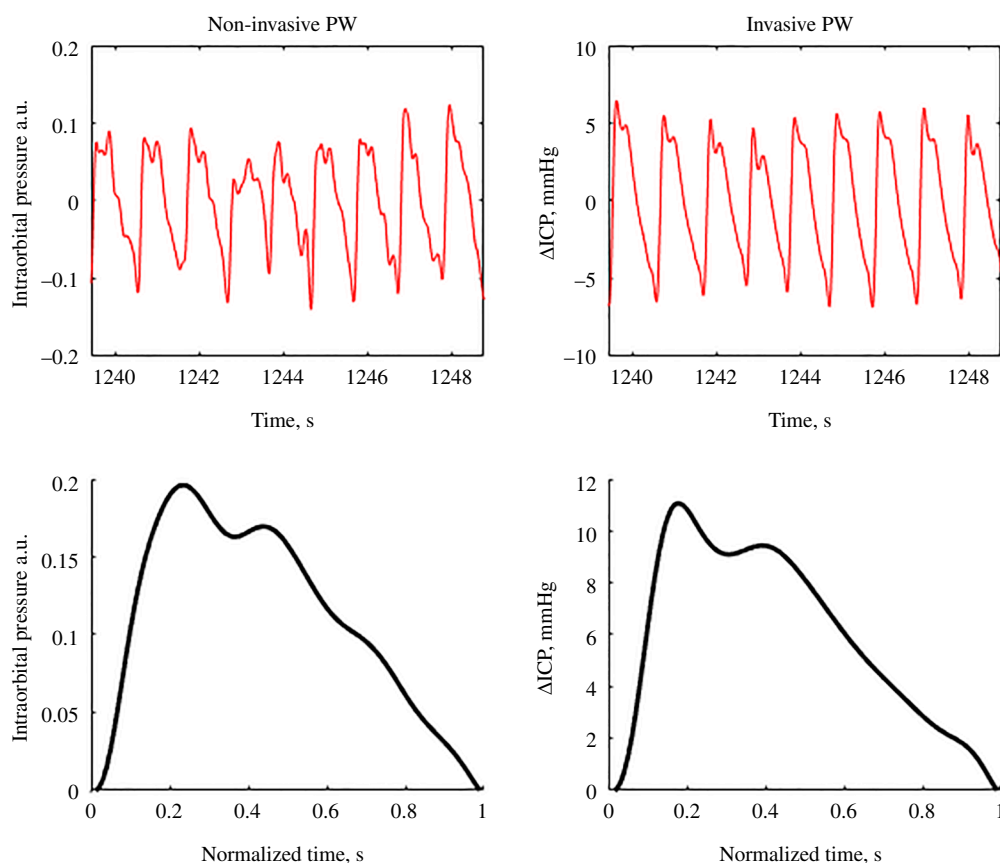 Non-invasive PW
Intraorbital pressure a.u.
0.2
0.1
0
–0.1
–0.2
1240 1242 1244 1246 1248
Time, s
Invasive PW
ΔICP, mmHg
10
5
0
–5
–10
1240 1242 1244 1246 1248
Time, s
Intraorbital pressure a.u.
0.2
0.15
0.1
0.05
0
0 0.2 0.4 0.6 0.8 1
Normalized time, s
ΔICP, mmHg
12
10
8
6
4
2
0
0 0.2 0.4 0.6 0.8 1
Normalized time, s